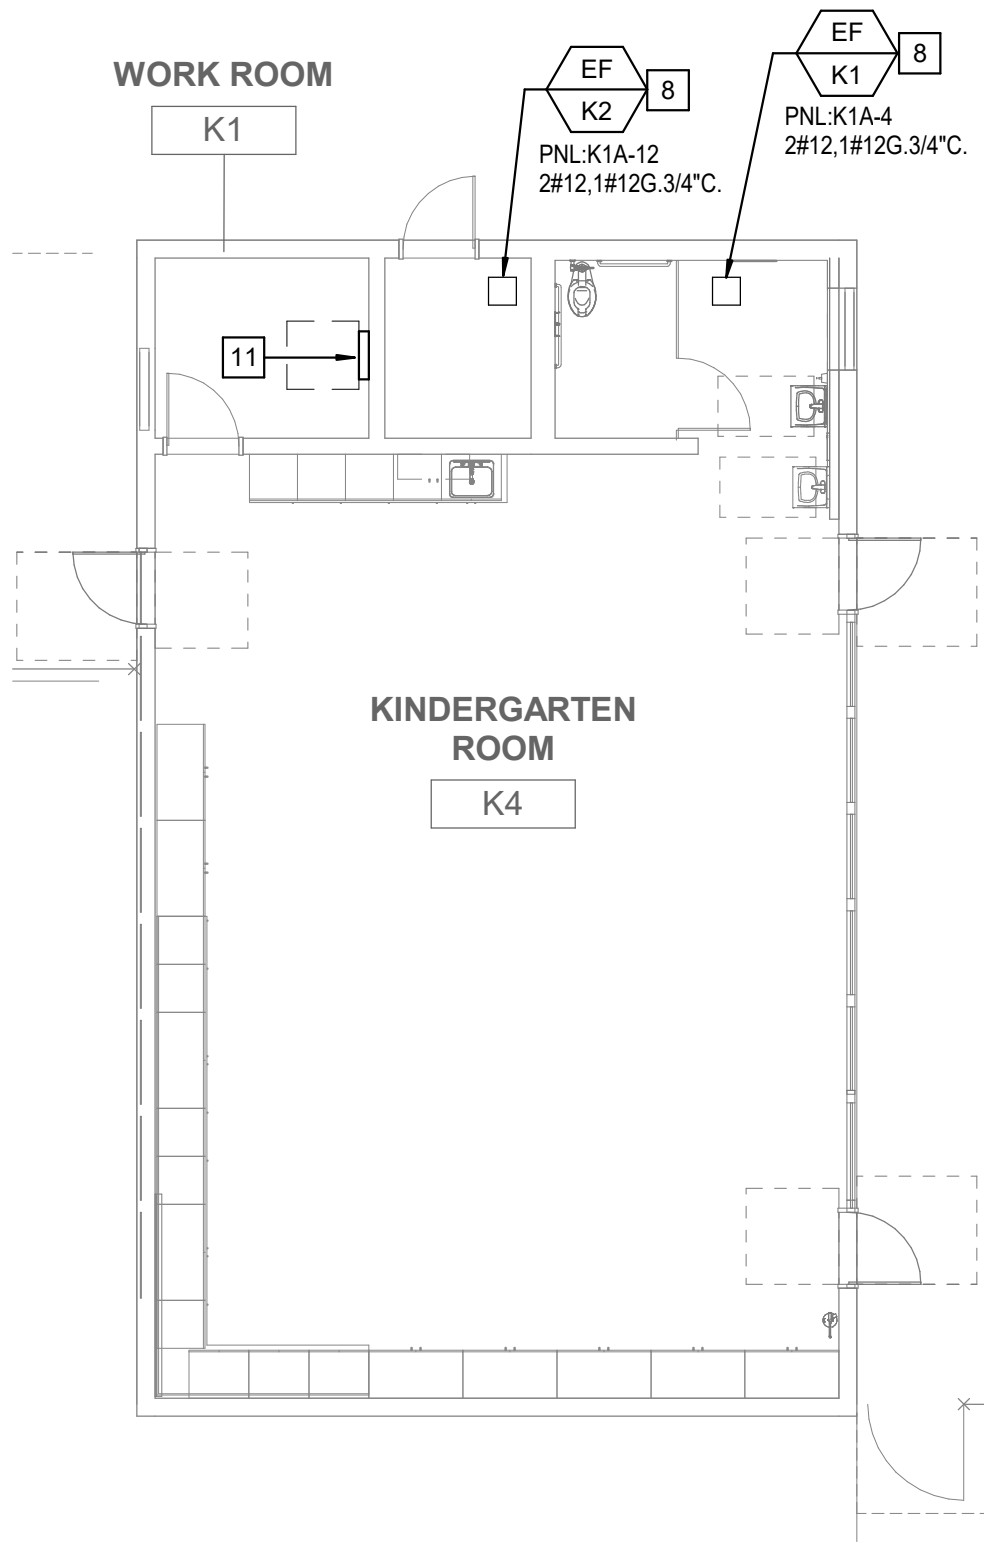 WORK ROOM
K1
EF
K2
8
PNL:K1A-12
2#12,1#12G.3/4"C.
EF
K1
8
PNL:K1A-4
2#12,1#12G.3/4"C.
11
KINDERGARTEN
ROOM
K4